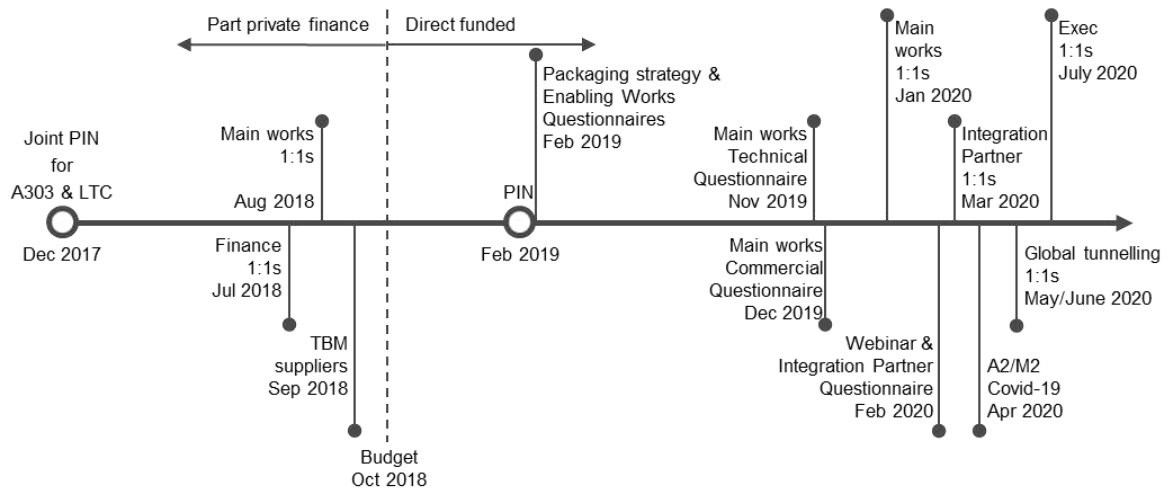 Part private finance
Direct funded
Joint PIN
for
A303 & LTC
Dec 2017
Main works
1:1s
Aug 2018
Finance
1:1s
Jul 2018
TBM
suppliers
Sep 2018
Budget
Oct 2018
Packaging strategy &
Enabling Works
Questionnaires
Feb 2019
PIN
Feb 2019
Main works
Technical
Questionnaire
Nov 2019
Main works
Commercial
Questionnaire
Dec 2019
Main
works
1:1s
Jan 2020
Webinar &
Integration Partner
Questionnaire
Feb 2020
Integration
Partner
1:1s
Mar 2020
A2/M2
Covid-19
Apr 2020
Global tunnelling
1:1s
May/June 2020
Exec
1:1s
July 2020